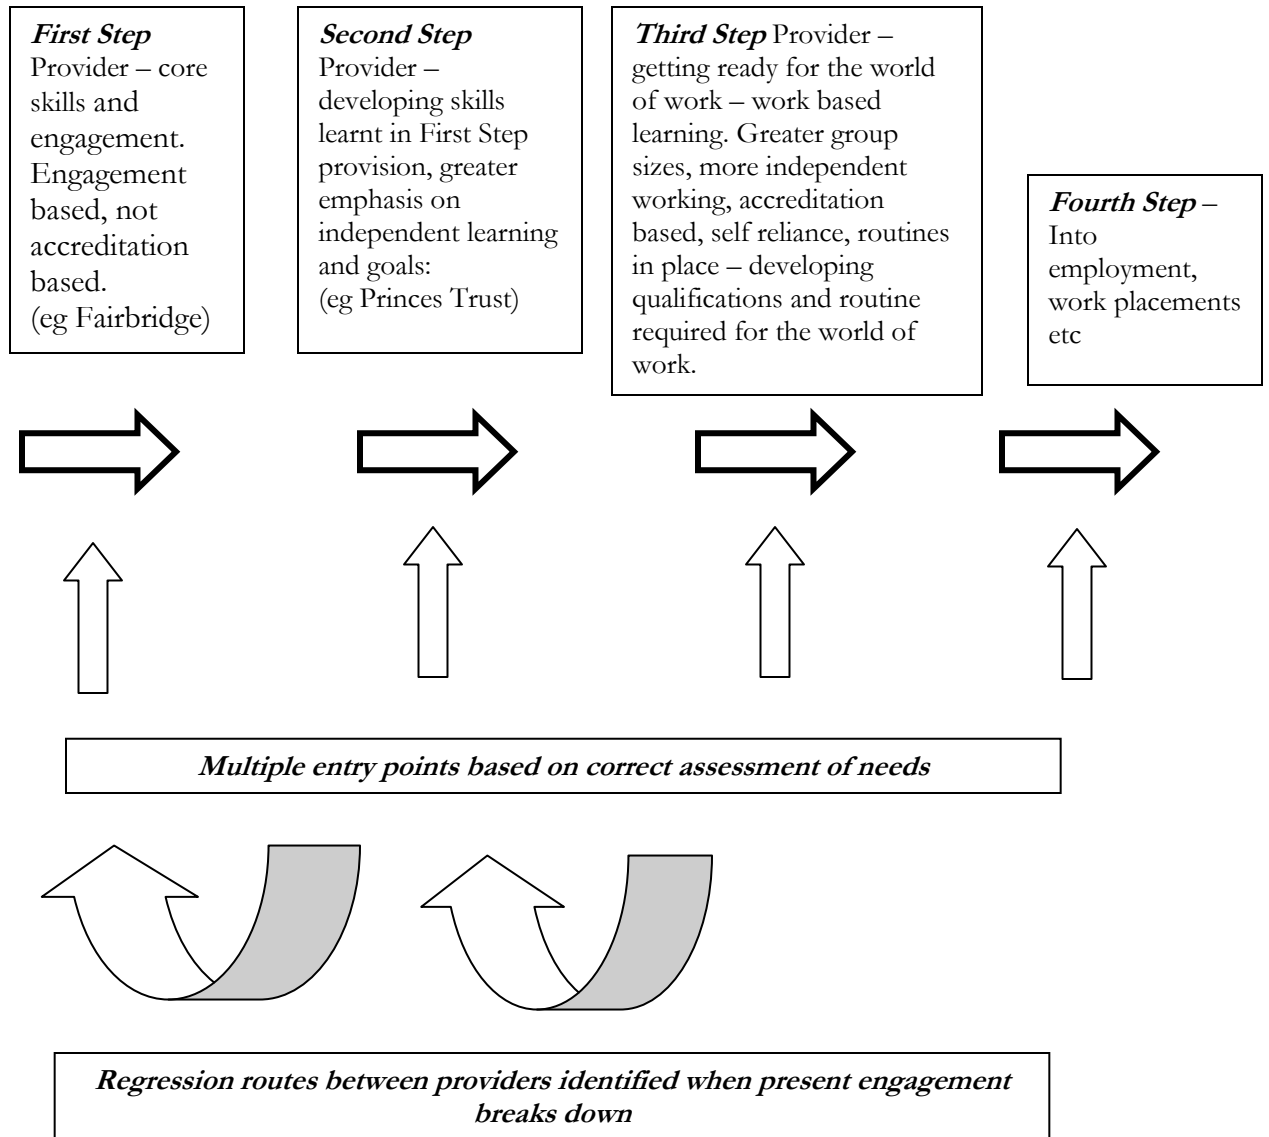 First Step
Provider – core
skills and
engagement.
Engagement
based, not
accreditation
based.
(eg Fairbridge)
Second Step
Provider –
developing skills
learnt in First Step
provision, greater
emphasis on
independent learning
and goals:
(eg Princes Trust)
Third Step Provider –
getting ready for the world
of work – work based
learning. Greater group
sizes, more independent
working, accreditation
based, self reliance, routines
in place – developing
qualifications and routine
required for the world of
work.
Fourth Step –
Into
employment,
work placements
etc
Multiple entry points based on correct assessment of needs
Regression routes between providers identified when present engagement
breaks down